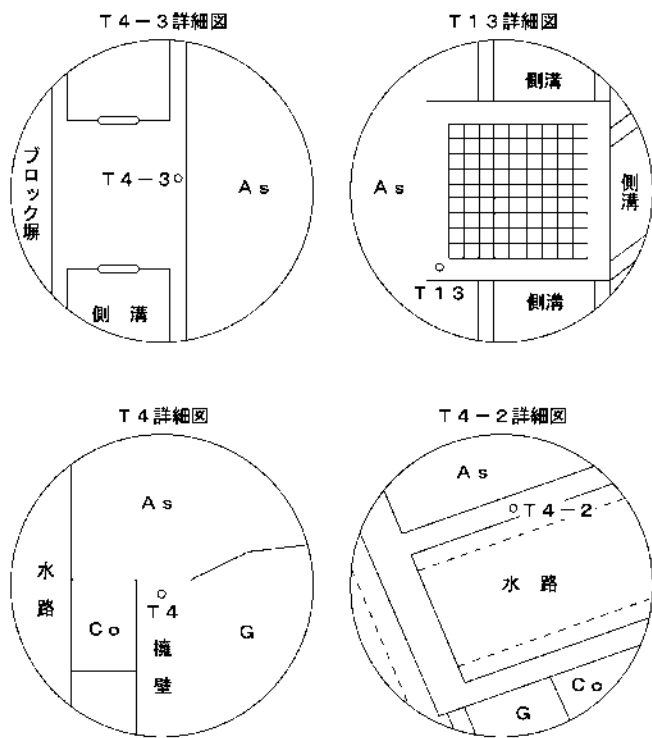 T4-3詳細図
ブロック塀
T4-3
As
側溝
T13詳細図
側溝
As
側溝
T13
側溝
T4詳細図
As
水路
T4
Co
擁壁
G
T4-2詳細図
As
T4-2
水路
Co
G